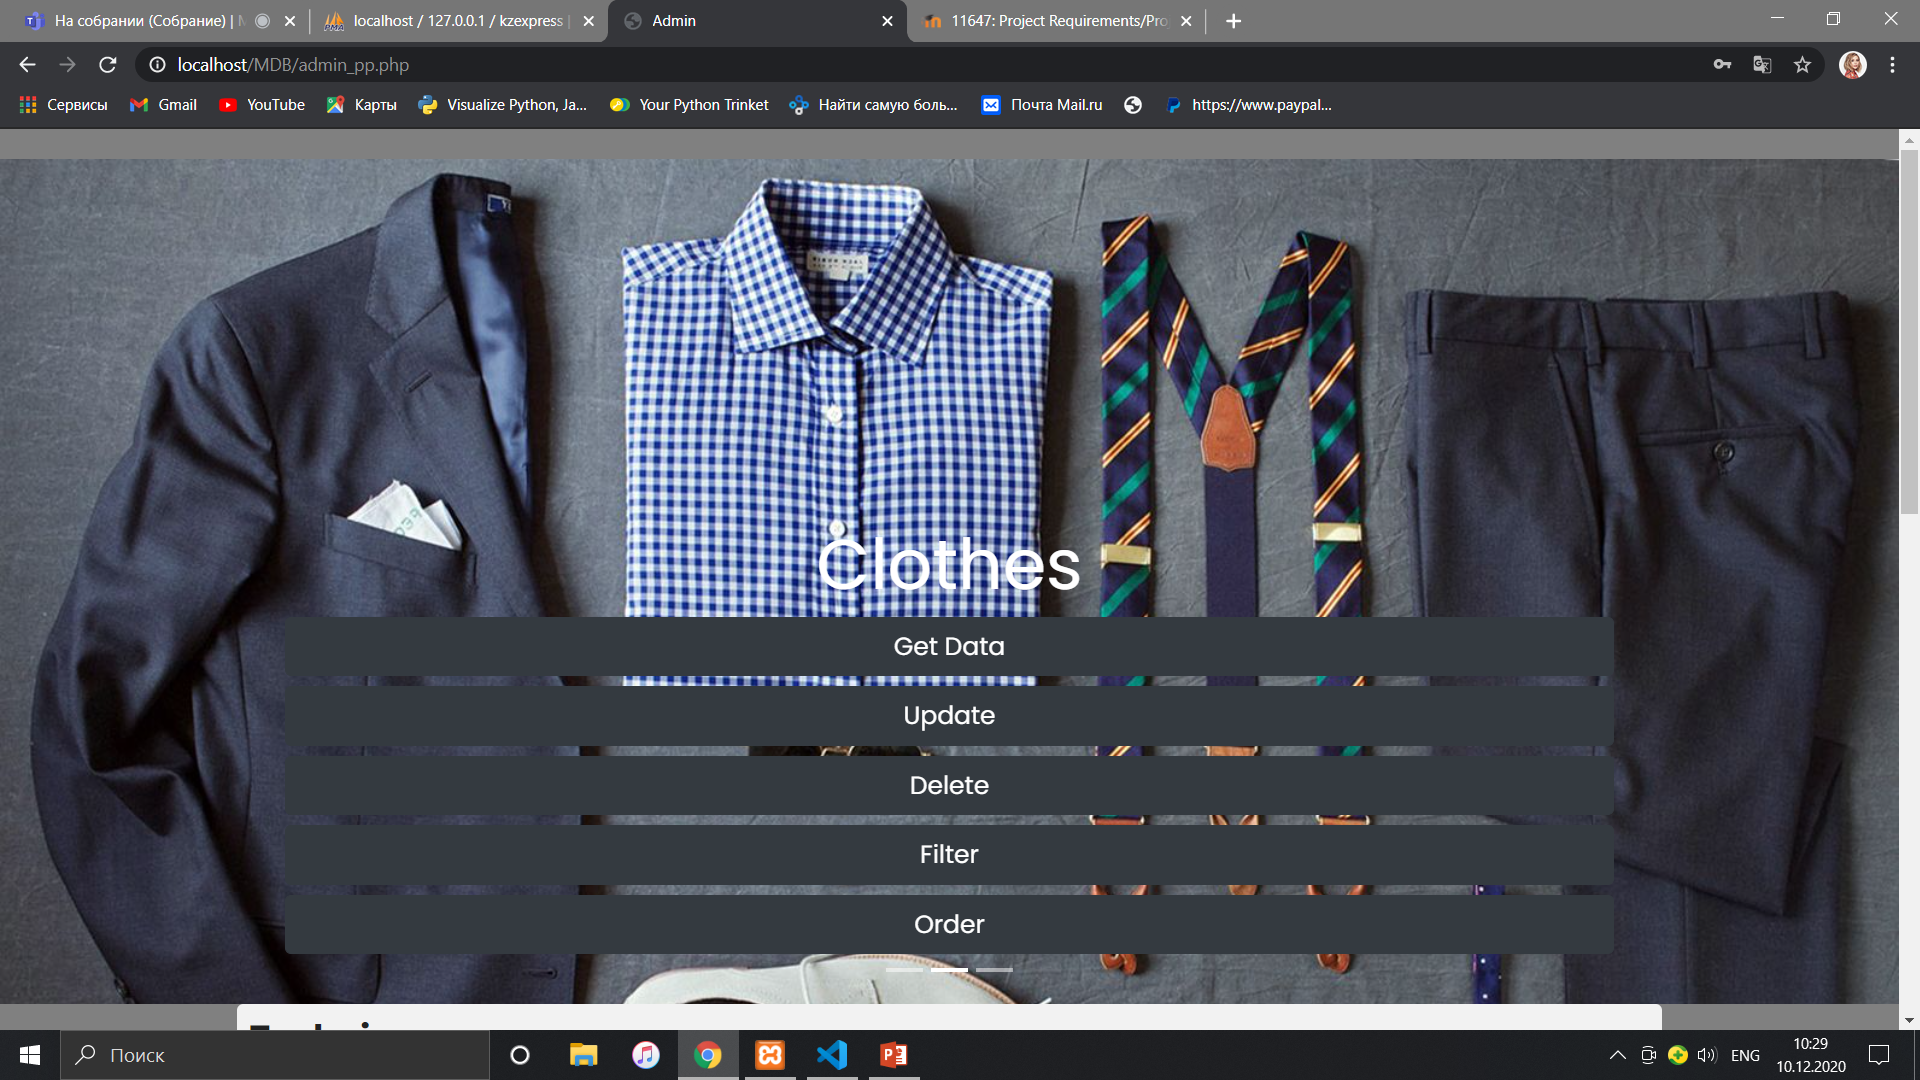 На собрании (Собрание) | M
localhost / 127.0.0.1 / kzexpress |
Admin
11647: Project Requirements/Pro
localhost/MDB/admin_pp.php
Сервисы
Gmail
YouTube
Карты
Visualize Python, Ja...
Your Python Trinket
Найти самую боль...
Почта Mail.ru
https://www.paypal...
Clothes
Get Data
Update
Delete
Filter
Order
Поиск
ENG
10:29
10.12.2020